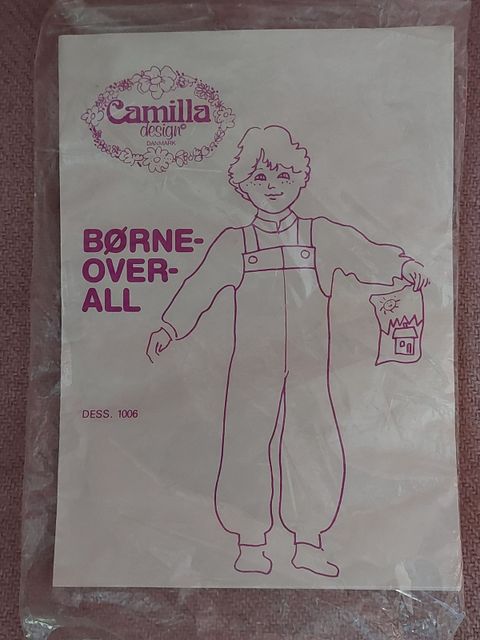 Camilla
design®
DANMARK
BØRNE-
OVER-
ALL
DESS. 1006